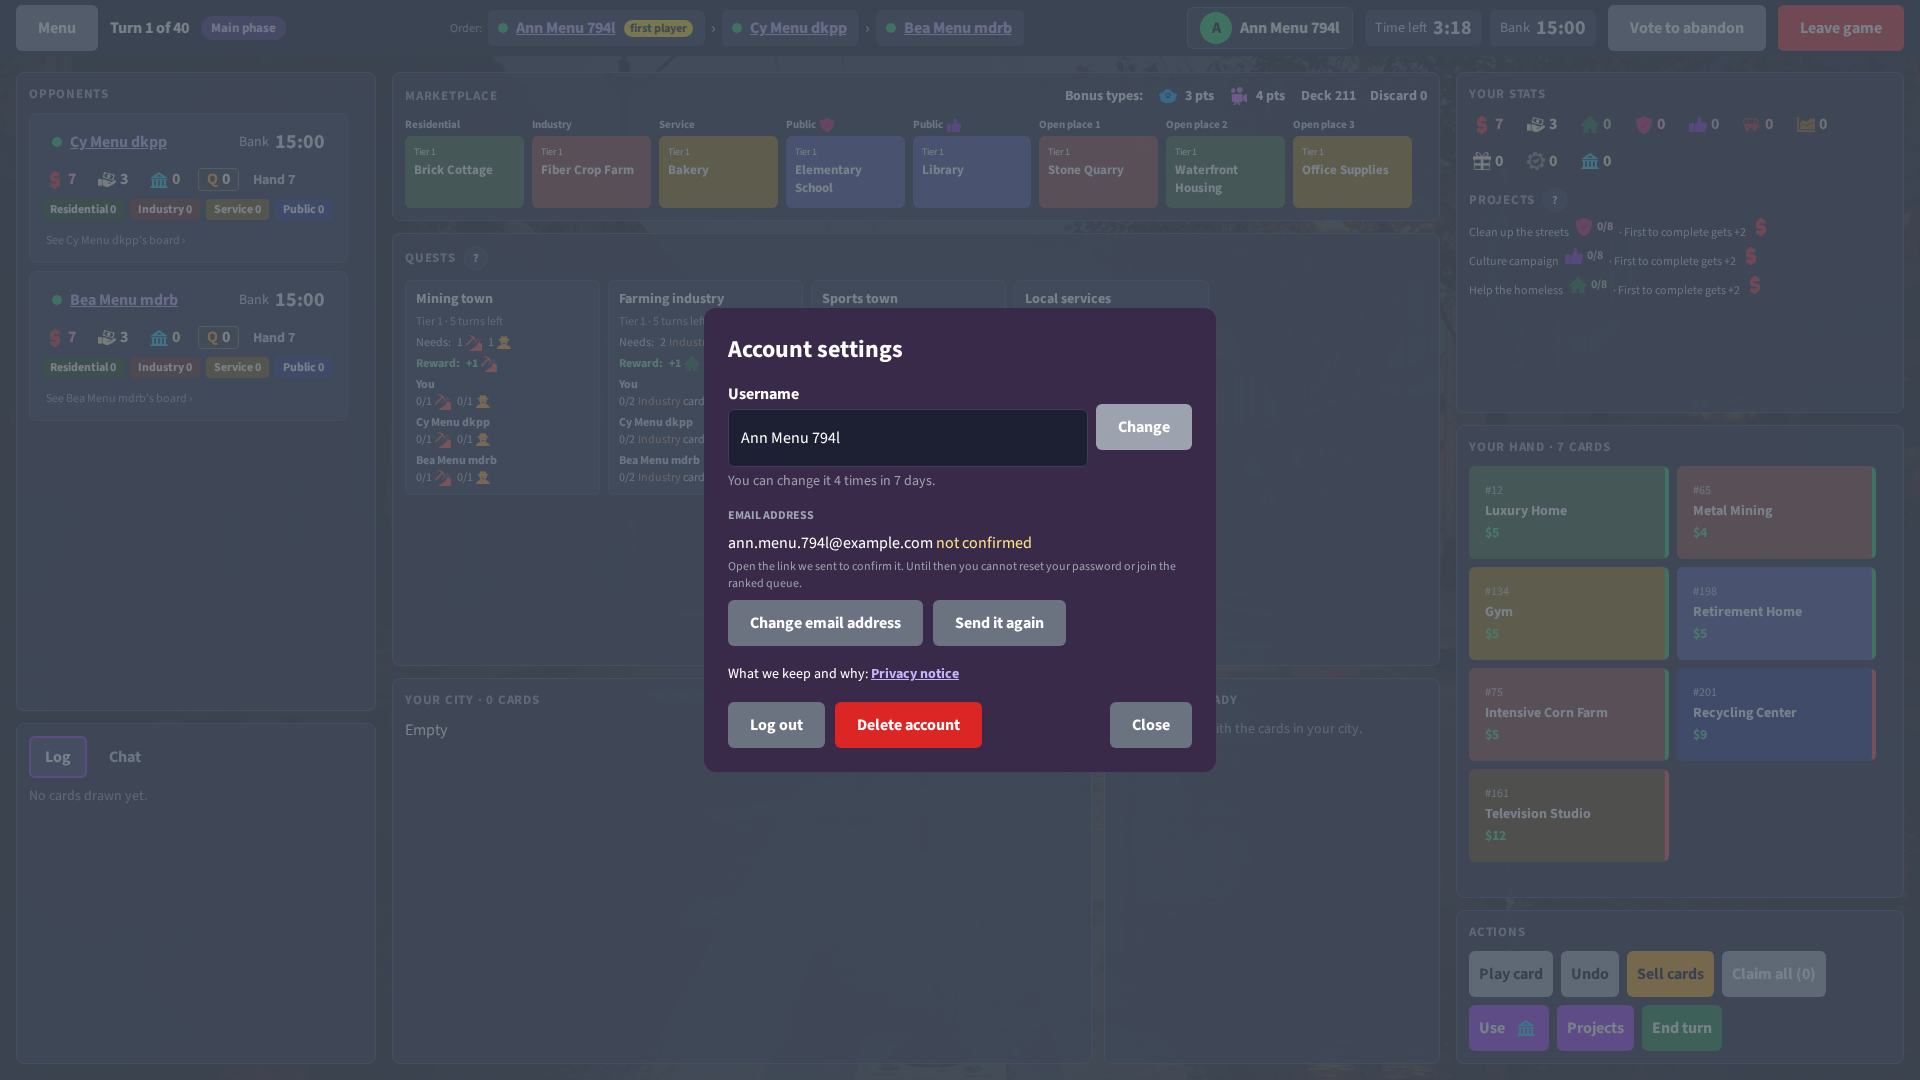 Menu
Turn 1 of 40
Main phase
Order:
Ann Menu 794l
first player
›
Cy Menu dkpp
›
Bea Menu mdrb
A
Ann Menu 794l
Time left 3:18
Bank 15:00
Vote to abandon
Leave game
OPPONENTS
Cy Menu dkpp
Bank 15:00
7
3
0
Q 0
Hand 7
Residential 0
Industry 0
Service 0
Public 0
See Cy Menu dkpp's board ›
Bea Menu mdrb
Bank 15:00
7
3
0
Q 0
Hand 7
Residential 0
Industry 0
Service 0
Public 0
See Bea Menu mdrb's board ›
Log
Chat
No cards drawn yet.
MARKETPLACE
Bonus types:
3 pts
4 pts
Deck 211
Discard 0
Residential
Tier 1
Brick Cottage
Industry
Tier 1
Fiber Crop Farm
Service
Tier 1
Bakery
Public
Tier 1
Elementary
School
Public
Tier 1
Library
Open place 1
Tier 1
Stone Quarry
Open place 2
Tier 1
Waterfront
Housing
Open place 3
Tier 1
Office Supplies
QUESTS
?
Mining town
Tier 1 · 5 turns left
Needs: 1 1
Reward: +1
You
0/1 0/1
Cy Menu dkpp
0/1 0/1
Bea Menu mdrb
0/1 0/1
Farming industry
Tier 1 · 5 turns left
Needs: 2
Reward: +1
You
0/2 Industry card
Cy Menu dkpp
0/2 Industry card
Bea Menu mdrb
0/2 Industry card
Sports town
Local services
Account settings
Username
Ann Menu 794l
Change
You can change it 4 times in 7 days.
EMAIL ADDRESS
ann.menu.794l@example.com not confirmed
Open the link we sent to confirm it. Until then you cannot reset your password or join the
ranked queue.
Change email address
Send it again
What we keep and why: Privacy notice
Log out
Delete account
Close
YOUR CITY · 0 CARDS
Empty
with the cards in your city.
YOUR STATS
7
3
0
0
0
0
0
0
0
0
PROJECTS
?
Clean up the streets 0/8 · First to complete gets +2
Culture campaign 0/8 · First to complete gets +2
Help the homeless 0/8 · First to complete gets +2
YOUR HAND · 7 CARDS
#12
Luxury Home
$5
#65
Metal Mining
$4
#134
Gym
$5
#198
Retirement Home
$5
#75
Intensive Corn Farm
$5
#201
Recycling Center
$9
#161
Television Studio
$12
ACTIONS
Play card
Undo
Sell cards
Claim all (0)
Use
Projects
End turn